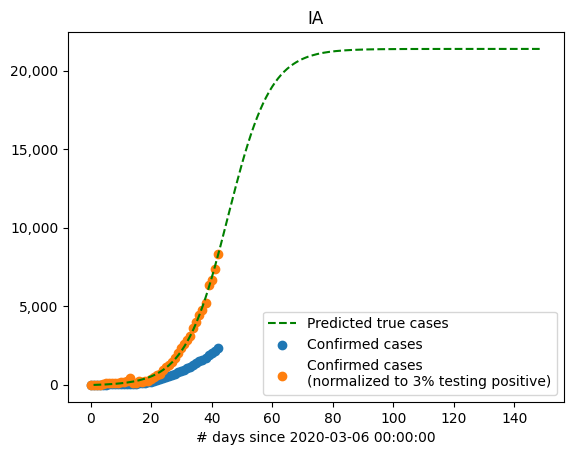 IA
20,000
15,000
10,000
5,000
0
Predicted true cases
Confirmed cases
Confirmed cases
(normalized to 3% testing positive)
0 20 40 60 80 100 120 140
# days since 2020-03-06 00:00:00